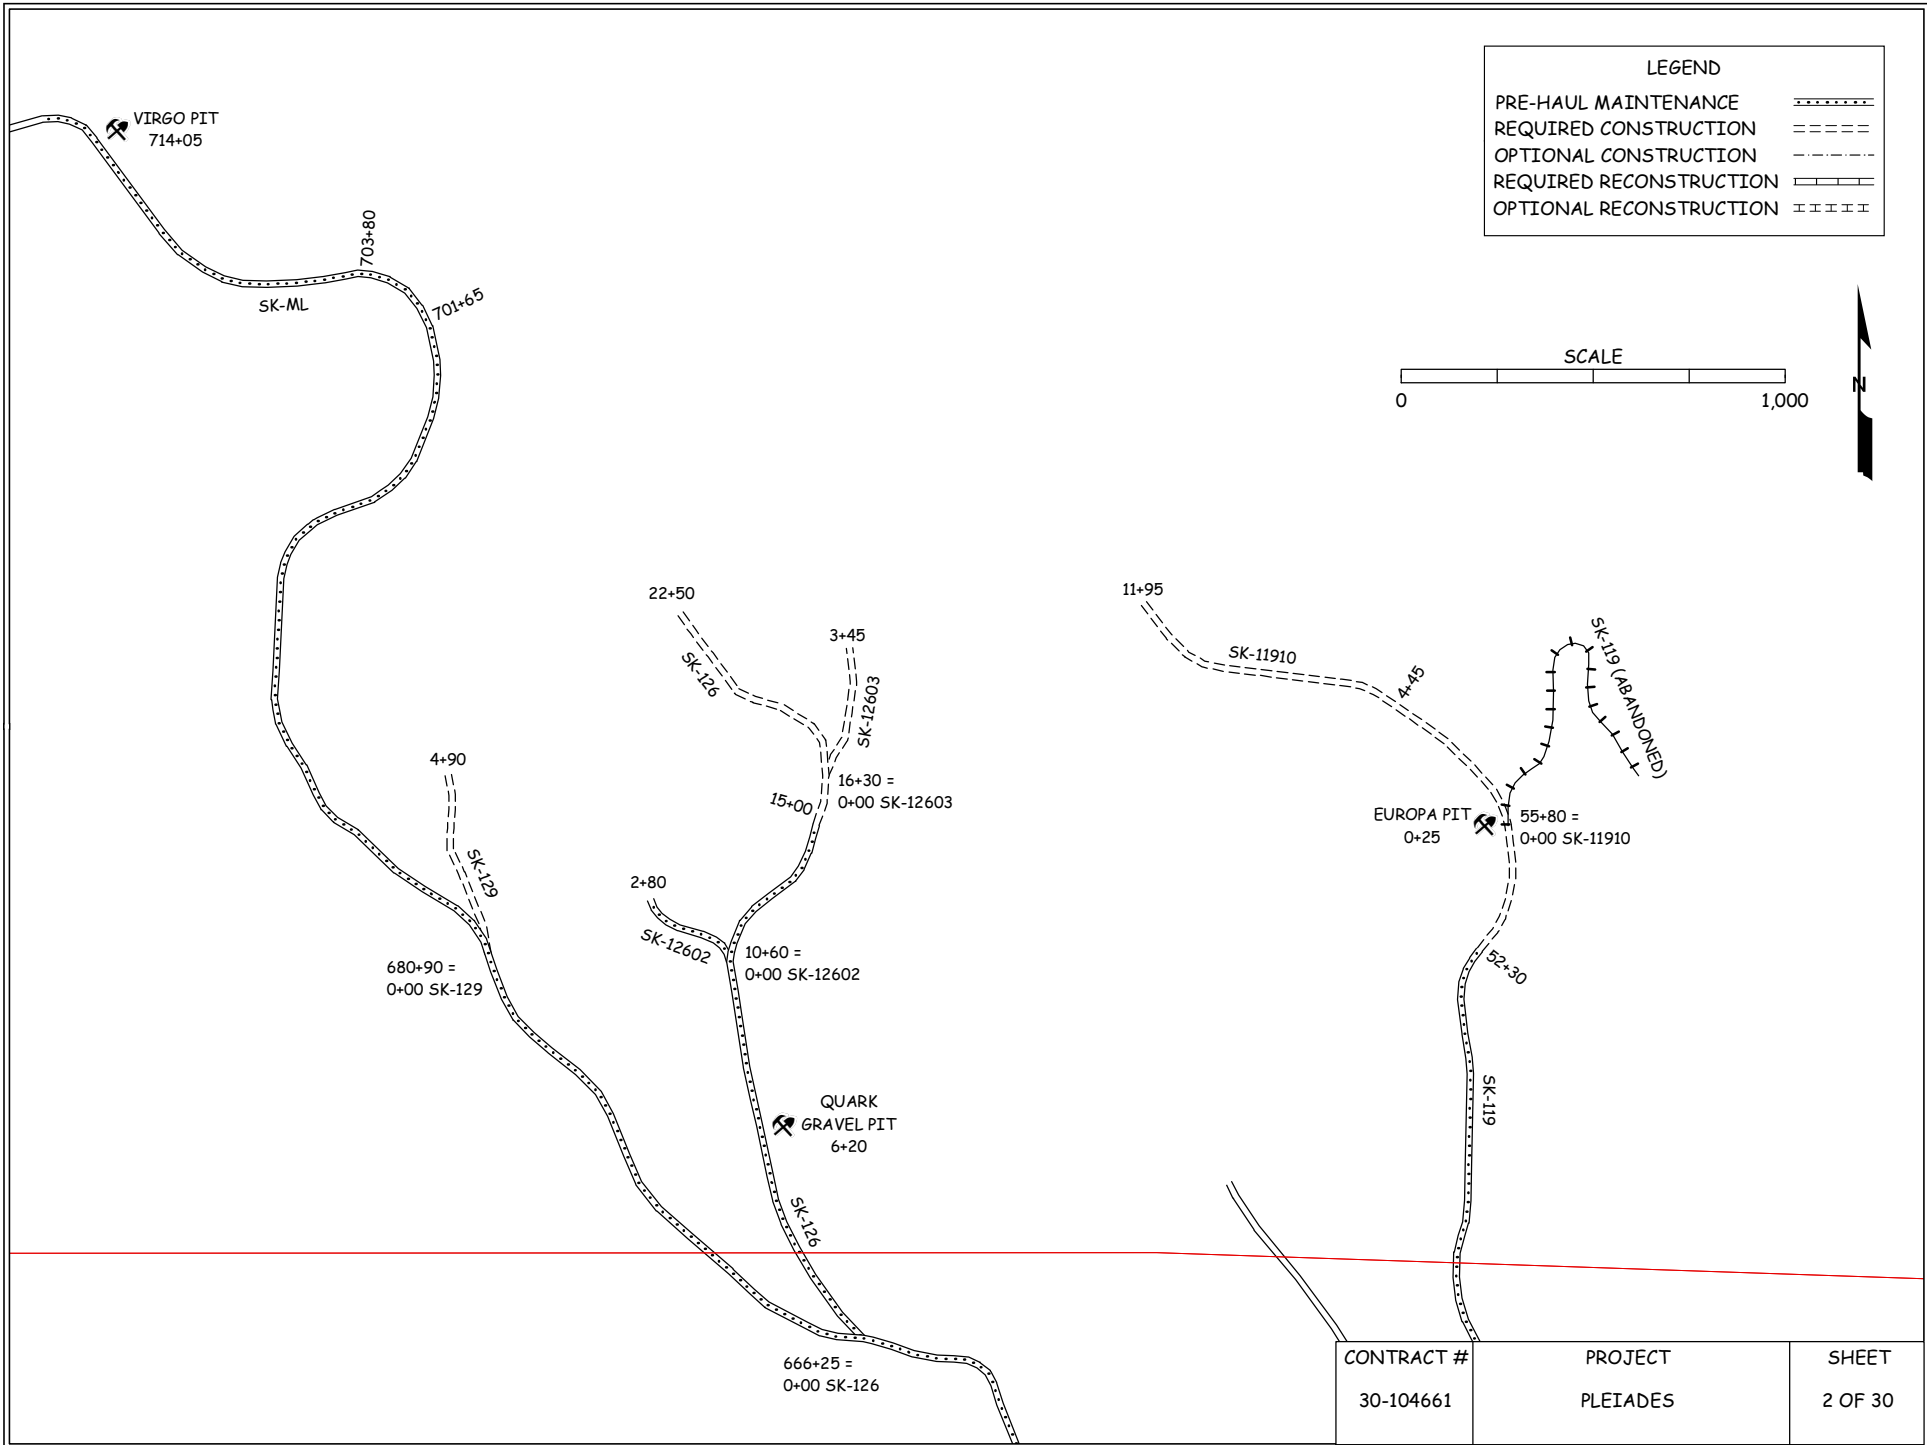 LEGEND
PRE-HAUL MAINTENANCE
REQUIRED CONSTRUCTION
OPTIONAL CONSTRUCTION
REQUIRED RECONSTRUCTION
OPTIONAL RECONSTRUCTION
VIRGO PIT
714+05
703+80
701+65
SK-ML
SCALE
0
1,000
N
22+50
SK-126
3+45
SK-12603
11+95
SK-11910
4+45
SK-119 (ABANDONED)
4+90
SK-129
16+30 =
0+00 SK-12603
15+00
EUROPA PIT
0+25
55+80 =
0+00 SK-11910
2+80
SK-12602
10+60 =
0+00 SK-12602
680+90 =
0+00 SK-129
52+30
SK-119
QUARK
GRAVEL PIT
6+20
SK-126
666+25 =
0+00 SK-126
CONTRACT #
30-104661
PROJECT
PLEIADES
SHEET
2 OF 30